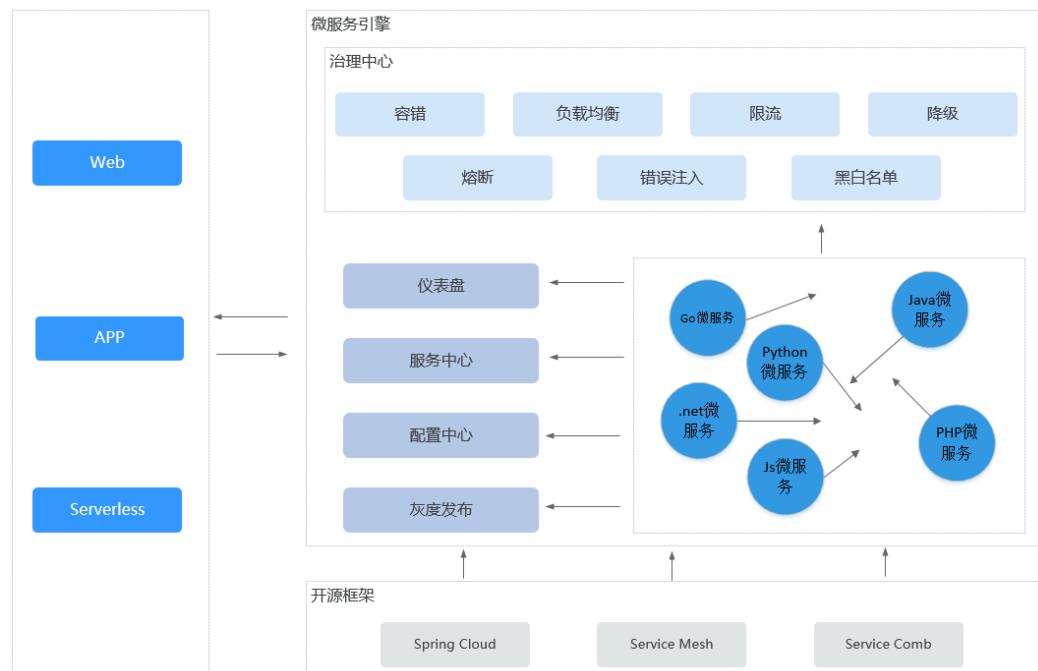 微服务引擎
治理中心
容错
负载均衡
限流
降级
熔断
错误注入
黑白名单
Web
APP
Serverless
仪表盘
服务中心
配置中心
灰度发布
Go微服务
Java微
服务
Python
微服务
.net微
服务
Js微服
务
PHP微
服务
开源框架
Spring Cloud
Service Mesh
Service Comb